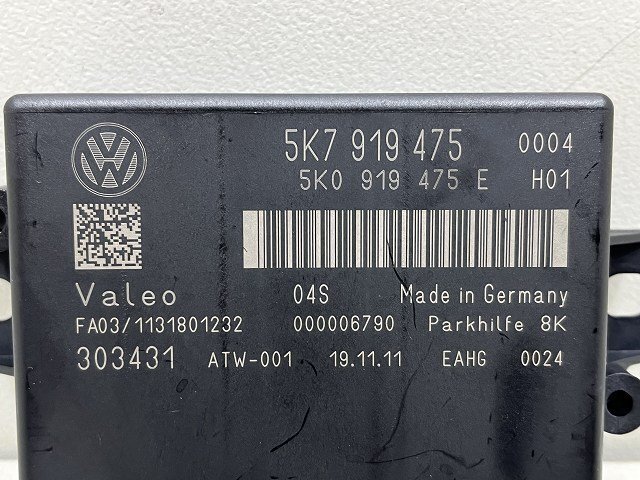 5K7 919 475 0004
5K0 919 475 E H01
Valeo 04S Made in Germany
FA03/1131801232 000006790 Parkhilfe 8K
303431 ATW-001 19.11.11 EAHG 0024